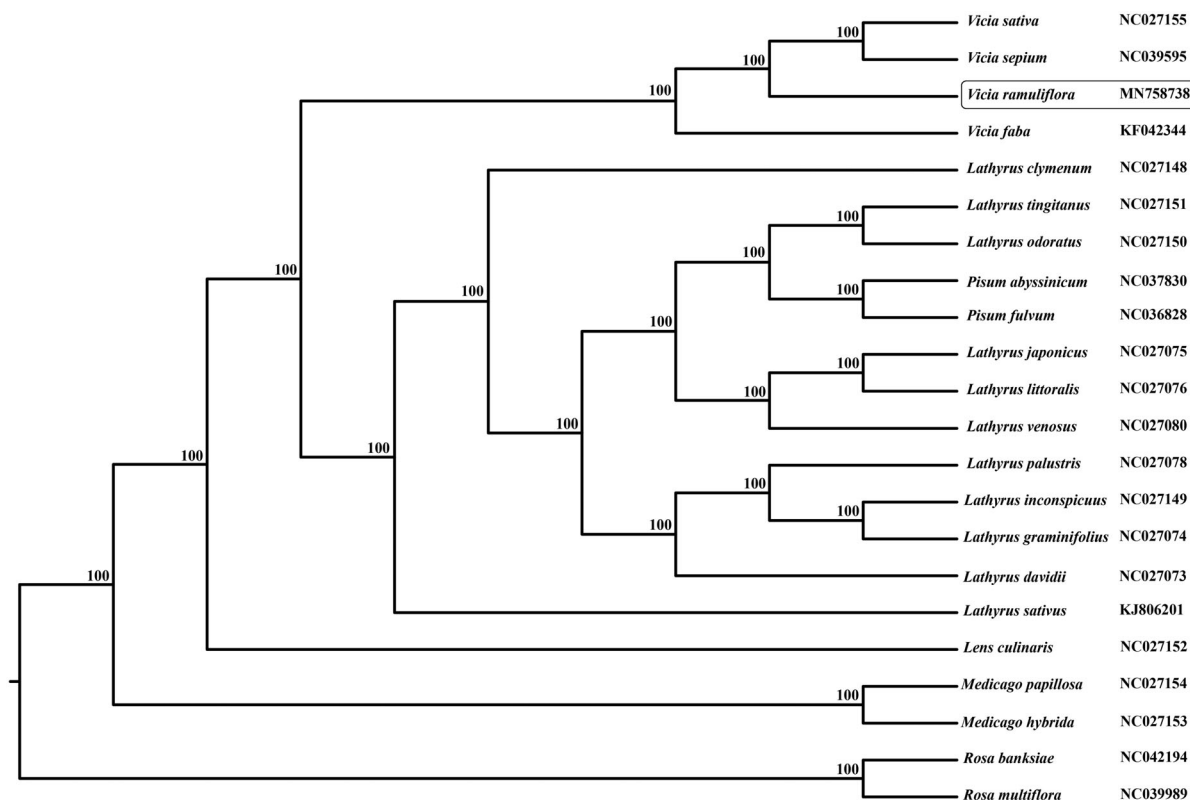 Vicia sativa NC027155
100
Vicia sepium NC039595
100
Vicia ramuliflora MN758738
100
Vicia faba KF042344
Lathyrus clymenum NC027148
Lathyrus tingitanus NC027151
100
Lathyrus odoratus NC027150
100
100
Pisum abyssinicum NC037830
100
Pisum fulvum NC036828
100
100
Lathyrus japonicus NC027075
100
Lathyrus littoralis NC027076
100
Lathyrus venosus NC027080
100
100
Lathyrus palustris NC027078
100
100
Lathyrus inconspicuus NC027149
100
Lathyrus graminifolius NC027074
100
Lathyrus davidii NC027073
100
Lathyrus sativus KJ806201
Lens culinaris NC027152
Medicago papillosa NC027154
100
Medicago hybrida NC027153
Rosa banksiae NC042194
100
Rosa multiflora NC039989